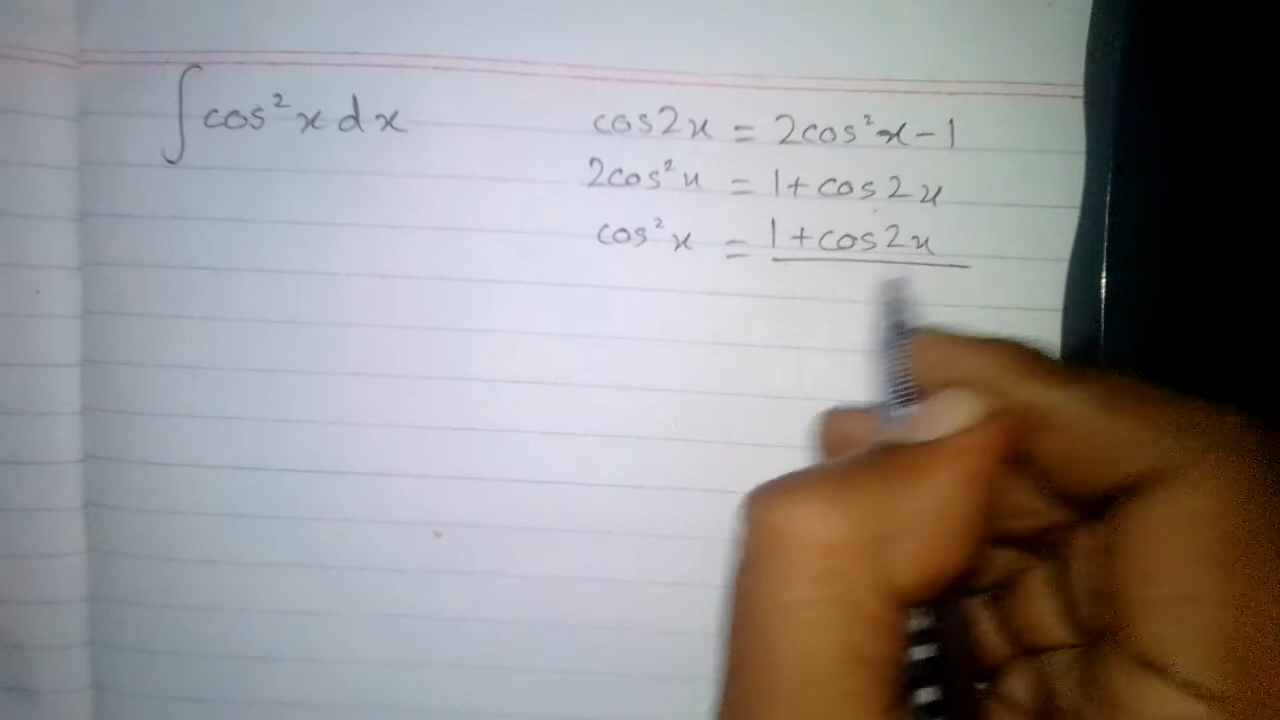 ∫cos²x dx
cos2x = 2cos²x-1
2cos²x = 1+cos2x
cos²x = 1+cos2x